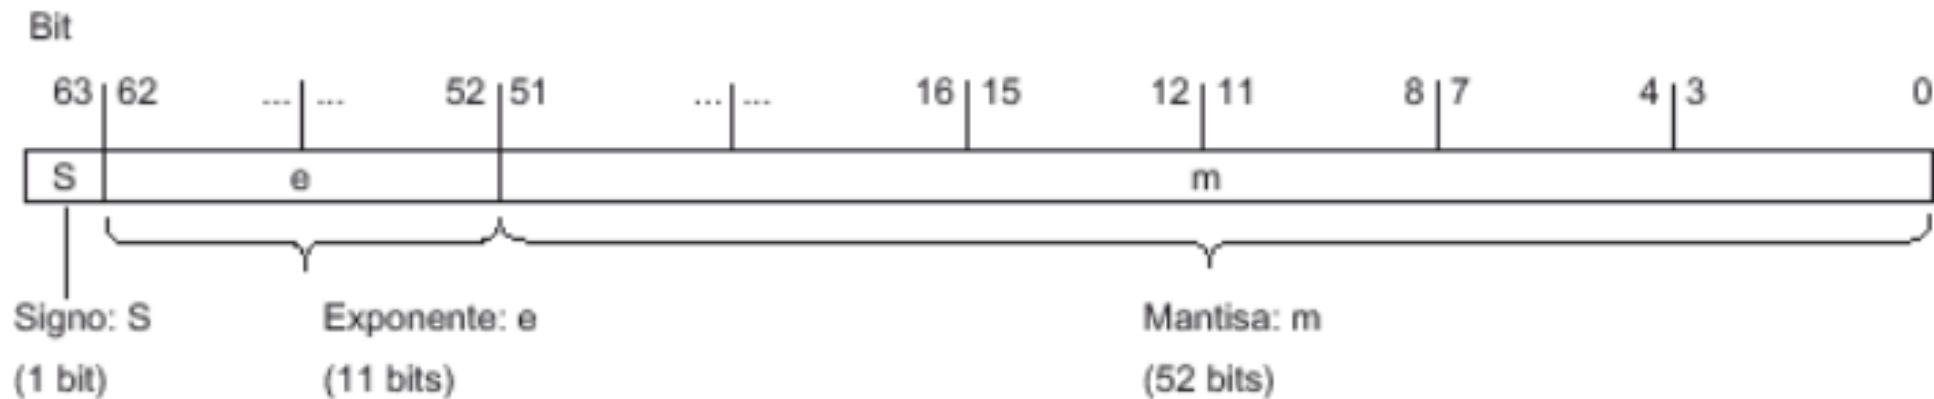 Bit
63 62 ... ... 52 51 ... ... 16 15 12 11 8 7 4 3 0
S e m
Signo: S Exponente: e Mantisa: m
(1 bit) (11 bits) (52 bits)